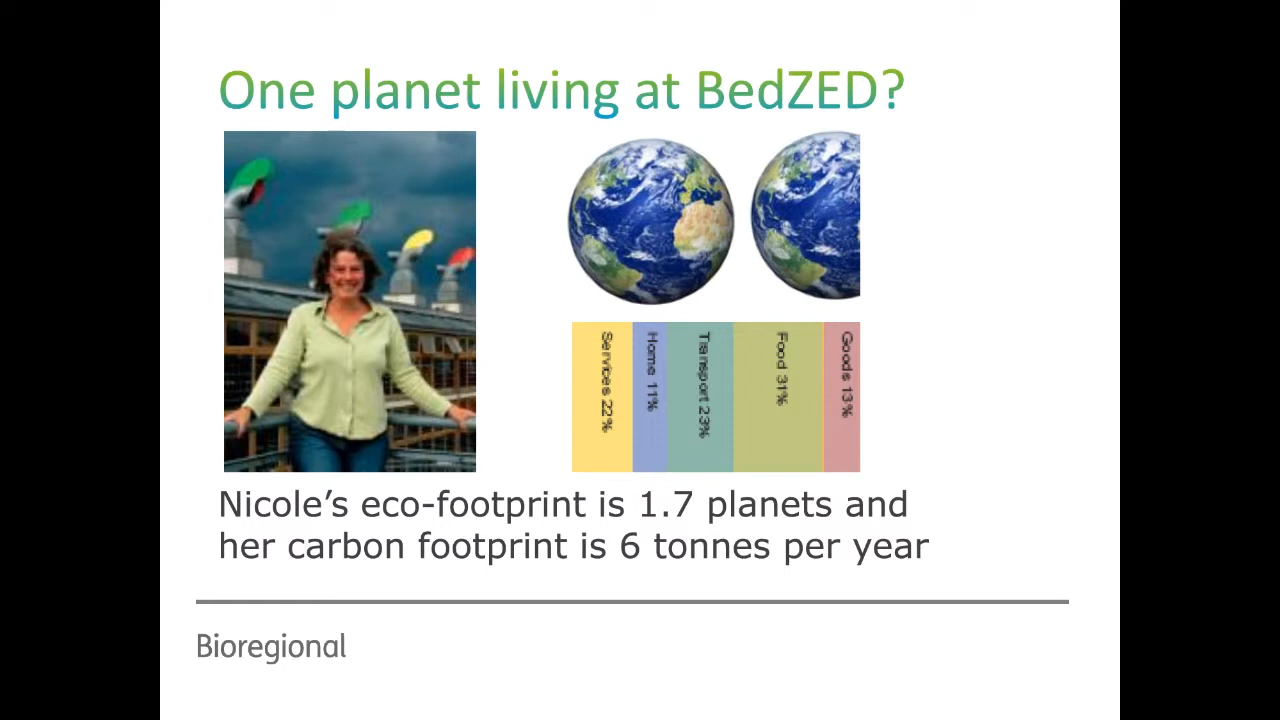 One planet living at BedZED?
Services 22%
Home 11%
Transport 23%
Food 31%
Goods 13%
Nicole’s eco-footprint is 1.7 planets and
her carbon footprint is 6 tonnes per year
Bioregional